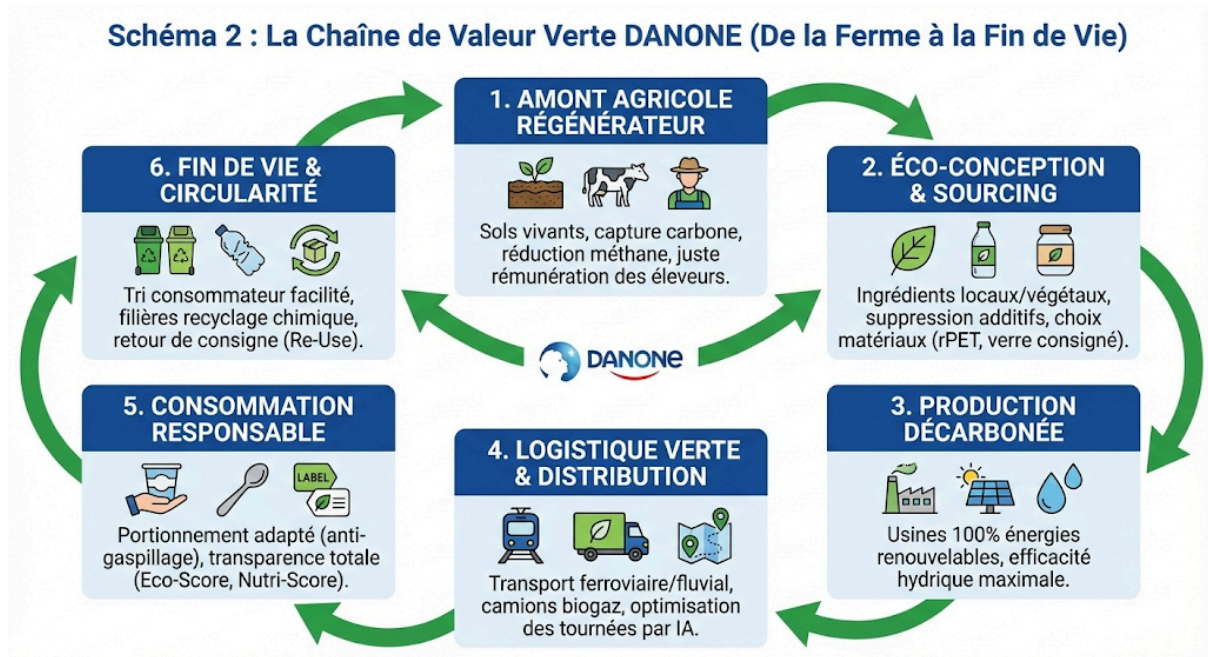 Schéma 2 : La Chaîne de Valeur Verte DANONE (De la Ferme à la Fin de Vie)
1. AMONT AGRICOLE
RÉGÉNÉRATEUR
Sols vivants, capture carbone,
réduction méthane, juste
rémunération des éleveurs.
2. ÉCO-CONCEPTION
& SOURCING
Ingrédients locaux/végétaux,
suppression additifs, choix
matériaux (rPET, verre consigné).
3. PRODUCTION
DÉCARBONÉE
Usines 100% énergies
renouvelables, efficacité
hydrique maximale.
4. LOGISTIQUE VERTE
& DISTRIBUTION
Transport ferroviaire/fluvial,
camions biogaz, optimisation
des tournées par IA.
5. CONSOMMATION
RESPONSABLE
LABEL
Portionnement adapté (anti-
gaspillage), transparence totale
(Eco-Score, Nutri-Score).
6. FIN DE VIE &
CIRCULARITÉ
Tri consommateur facilité,
filières recyclage chimique,
retour de consigne (Re-Use).
DANONE